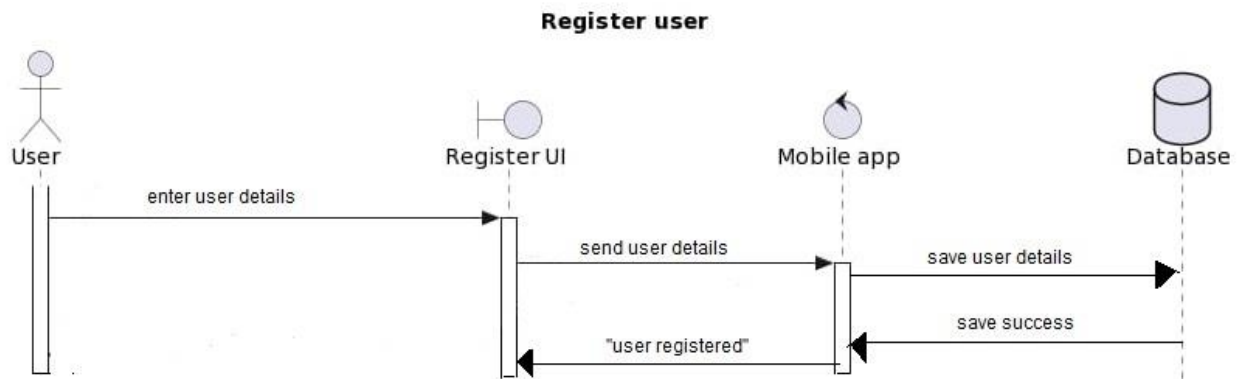 Register user
User
Register UI
Mobile app
Database
enter user details
send user details
save user details
save success
"user registered"